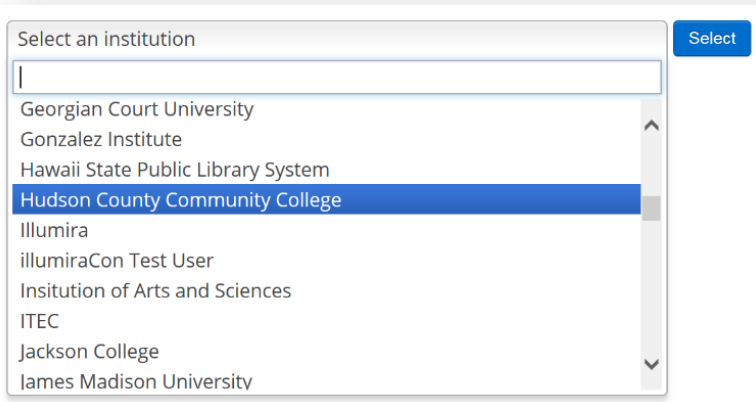 Select an institution
Select
Georgian Court University
Gonzalez Institute
Hawaii State Public Library System
Hudson County Community College
Illumira
illumiraCon Test User
Insitution of Arts and Sciences
ITEC
Jackson College
James Madison University